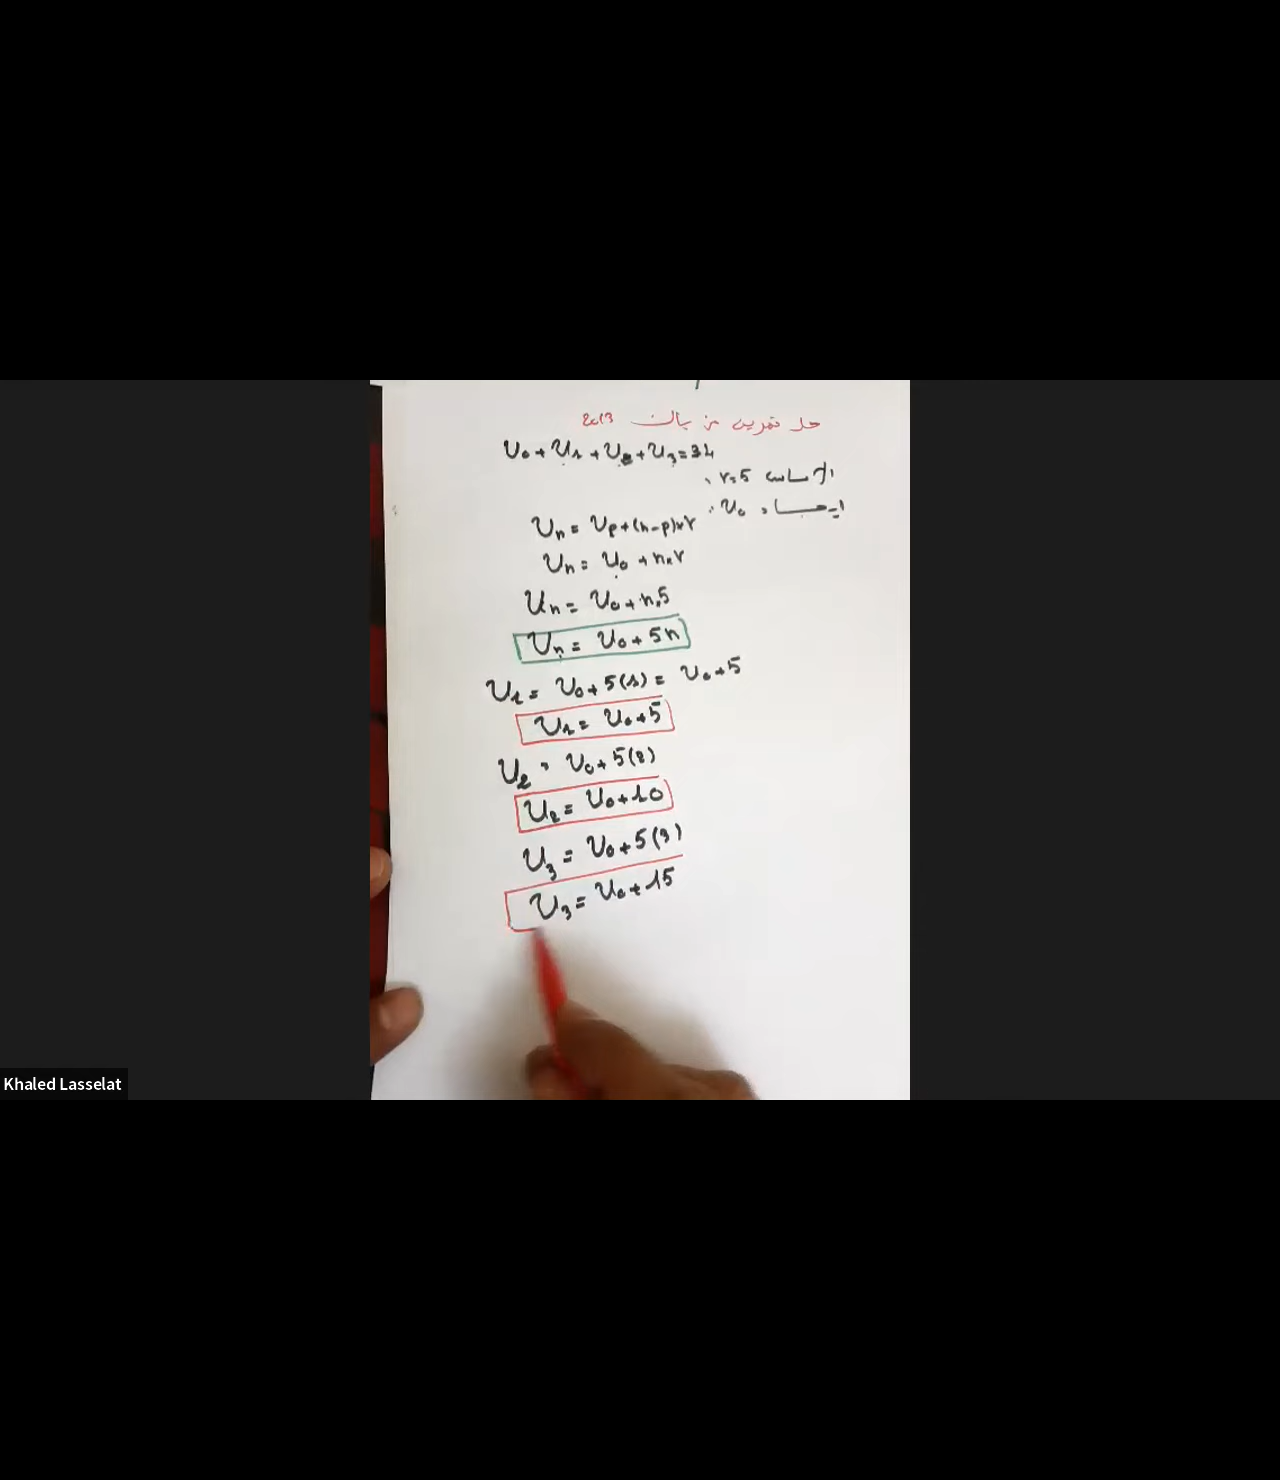 حل تمرين من باك 2013
U₀ + U₁ + U₂ + U₃ = 34
الأساس r=5 .
إيجاد U₀ .
Uₙ = Uₚ + (n-p)×r
Uₙ = U₀ + n×r
Uₙ = U₀ + n.5
Uₙ = U₀ + 5n
U₁ = U₀ + 5(1) = U₀ + 5
U₁ = U₀ + 5
U₂ = U₀ + 5(2)
U₂ = U₀ + 10
U₃ = U₀ + 5(3)
U₃ = U₀ + 15
Khaled Lasselat